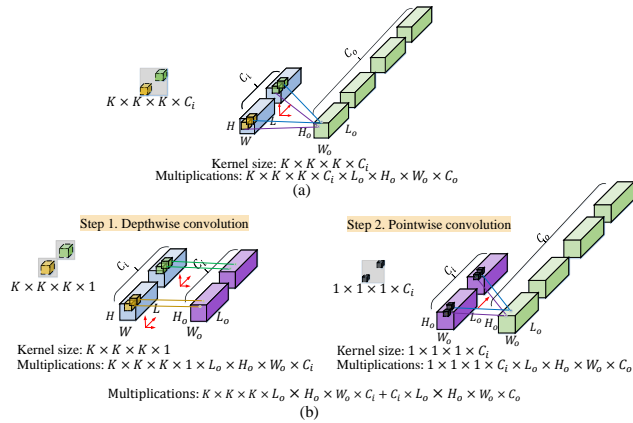 C_i
C_o
K × K × K × C_i
H
W
L
H_o
W_o
L_o
Kernel size: K × K × K × C_i
Multiplications: K × K × K × C_i × L_o × H_o × W_o × C_o
(a)
Step 1. Depthwise convolution
Step 2. Pointwise convolution
K × K × K × 1
C_i
C_i
H
W
L
H_o
W_o
L_o
1 × 1 × 1 × C_i
C_i
C_o
H_o
W_o
L_o
H_o
W_o
L_o
Kernel size: K × K × K × 1
Multiplications: K × K × K × 1 × L_o × H_o × W_o × C_i
Kernel size: 1 × 1 × 1 × C_i
Multiplications: 1 × 1 × 1 × C_i × L_o × H_o × W_o × C_o
Multiplications: K × K × K × L_o × H_o × W_o × C_i + C_i × L_o × H_o × W_o × C_o
(b)